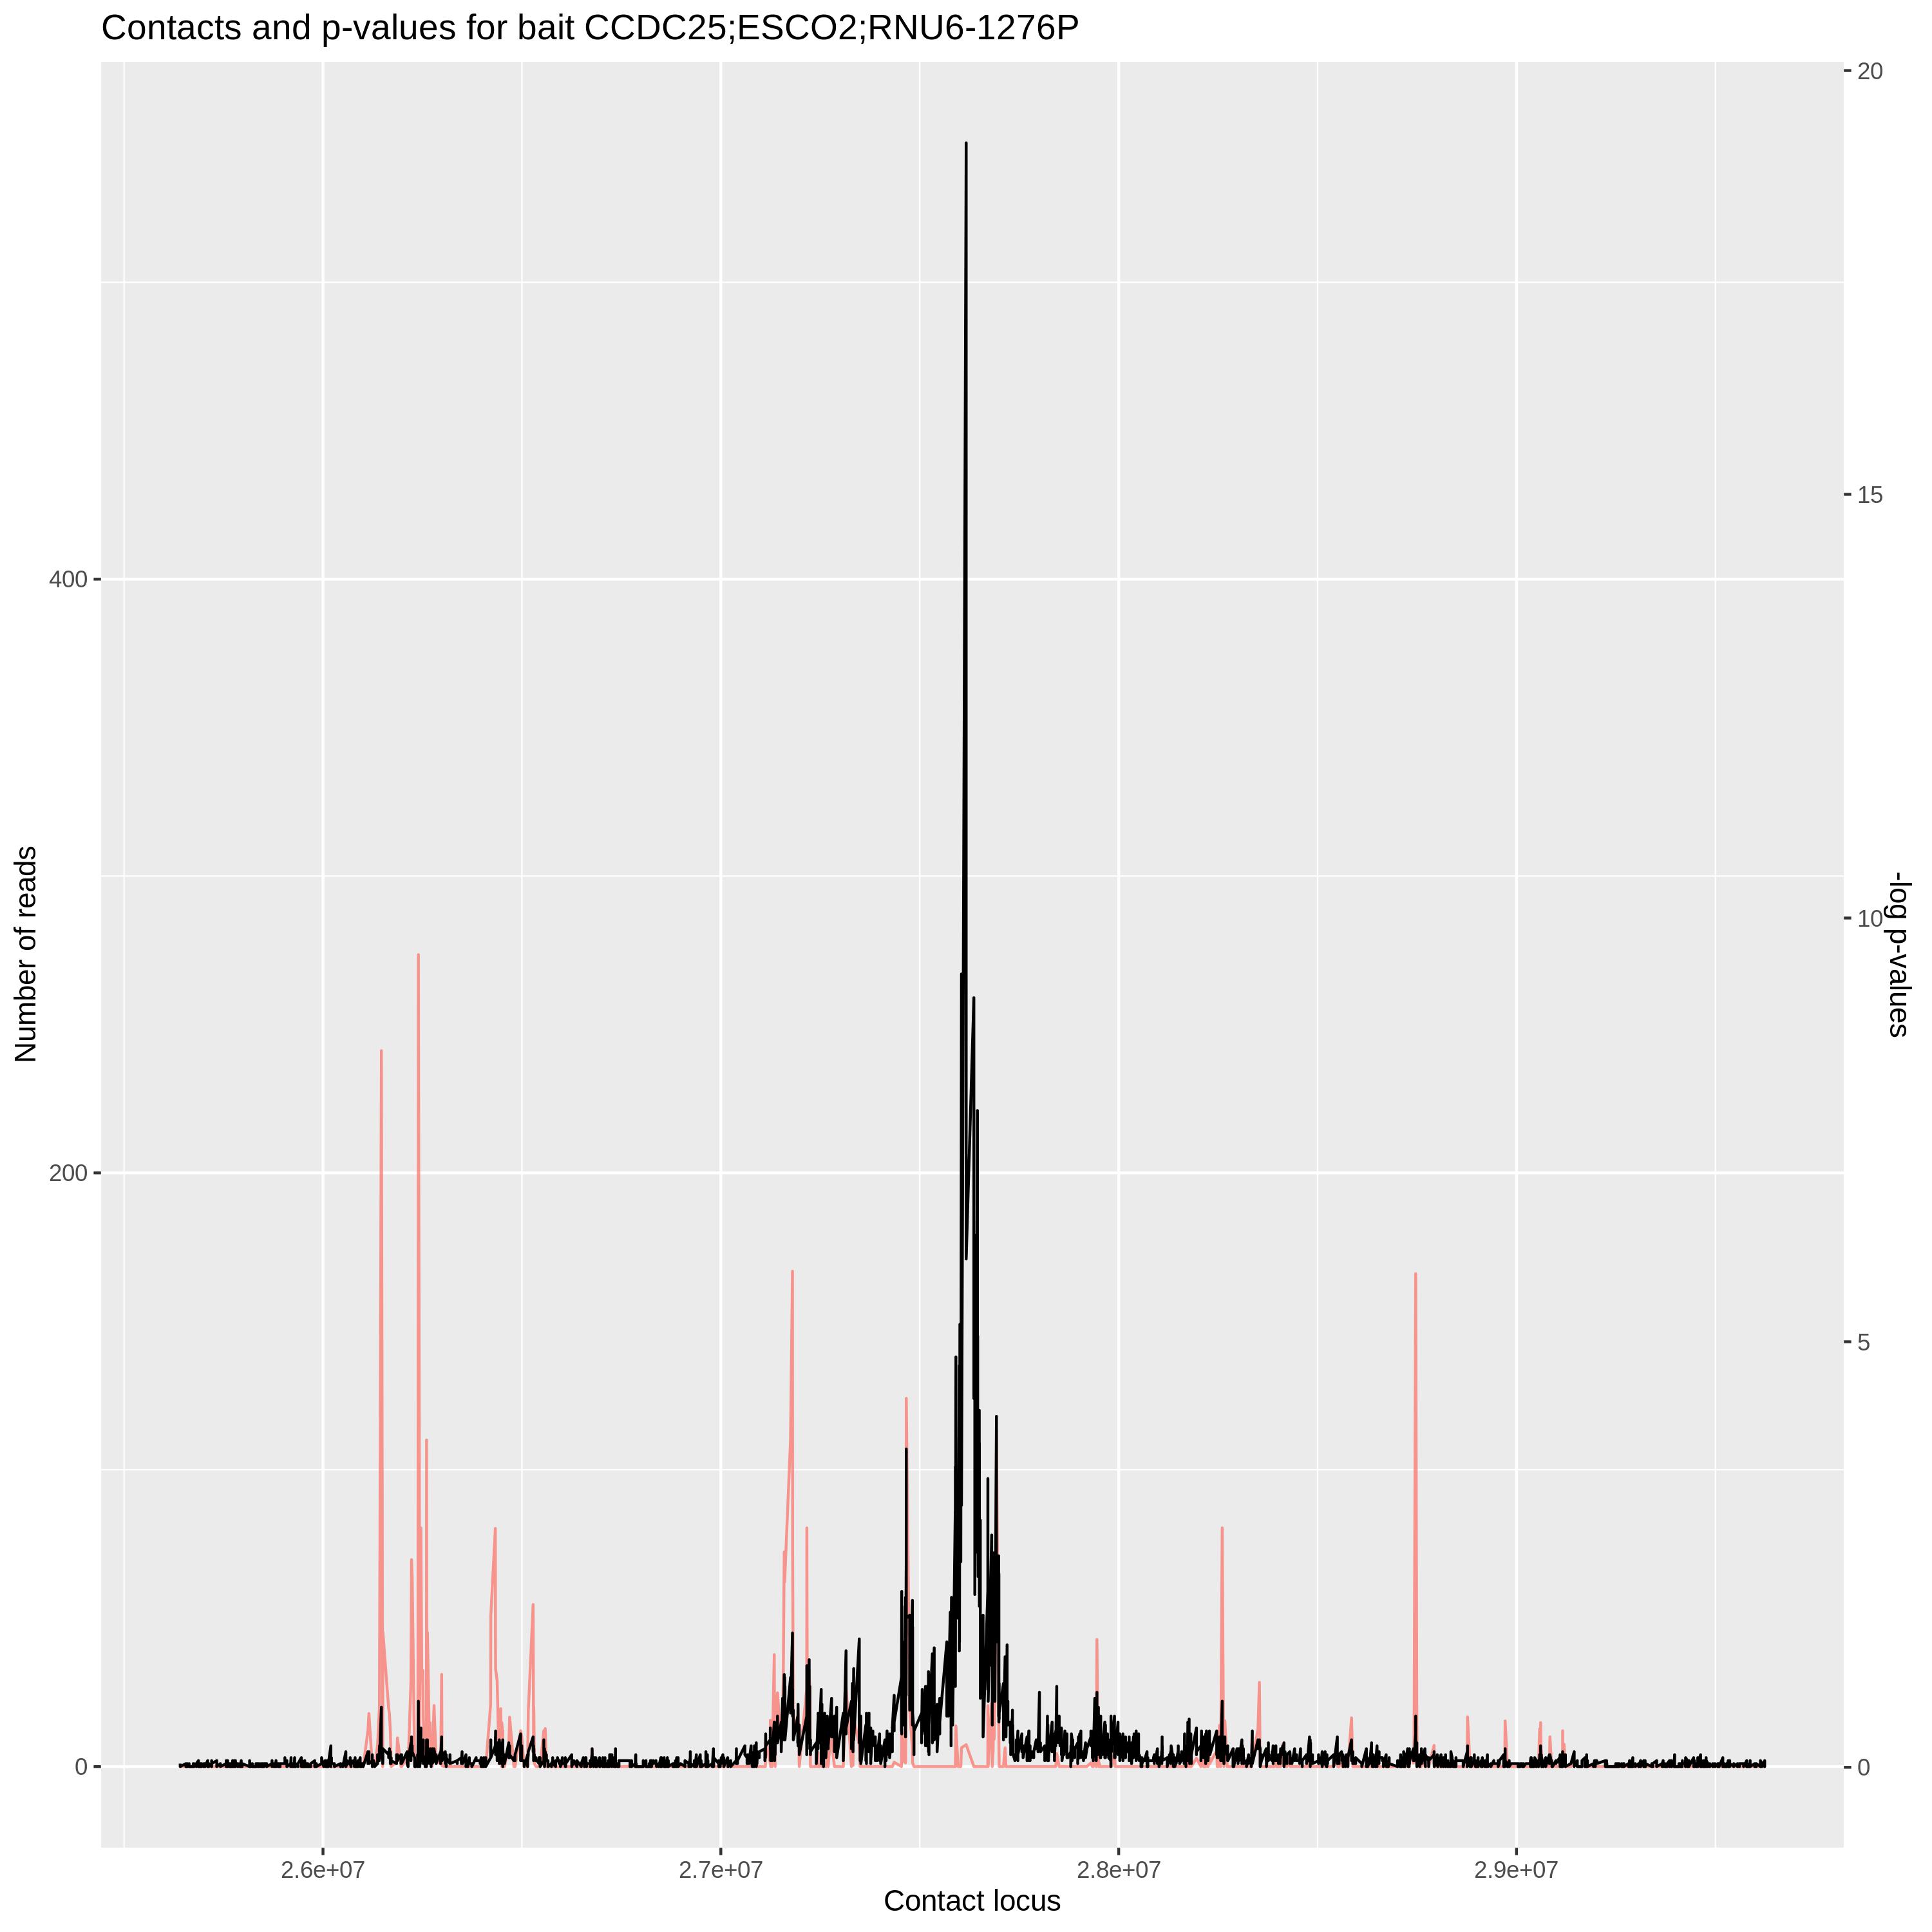 Contacts and p-values for bait CCDC25;ESCO2;RNU6-1276P
Number of reads
400
200
0
20
15
10
5
0
-log p-values
2.6e+07 2.7e+07 2.8e+07 2.9e+07
Contact locus